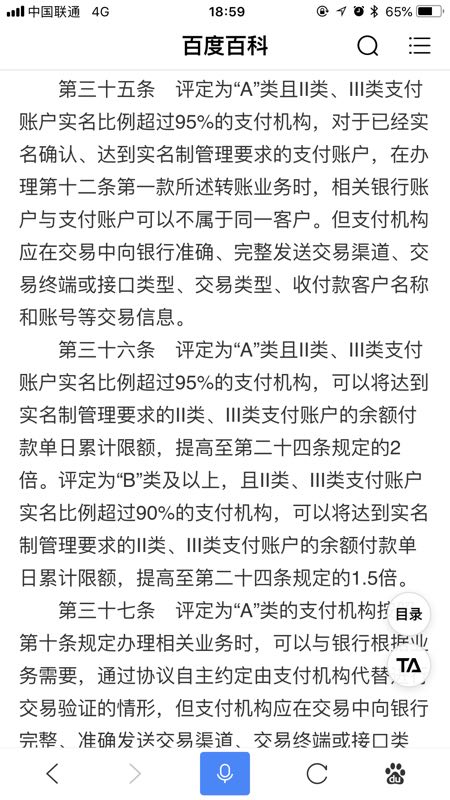 中国联通 4G 18:59 65%
百度百科
第三十五条 评定为“A”类且II类、III类支付
账户实名比例超过95%的支付机构，对于已经实
名确认、达到实名制管理要求的支付账户，在办
理第十二条第一款所述转账业务时，相关银行账
户与支付账户可以不属于同一客户。但支付机构
应在交易中向银行准确、完整发送交易渠道、交
易终端或接口类型、交易类型、收付款客户名称
和账号等交易信息。
第三十六条 评定为“A”类且II类、III类支付
账户实名比例超过95%的支付机构，可以将达到
实名制管理要求的II类、III类支付账户的余额付
款单日累计限额，提高至第二十四条规定的2
倍。评定为“B”类及以上，且II类、III类支付账户
实名比例超过90%的支付机构，可以将达到实名
制管理要求的II类、III类支付账户的余额付款单
日累计限额，提高至第二十四条规定的1.5倍。
第三十七条 评定为“A”类的支付机构按
第十条规定办理相关业务时，可以与银行根据业
务需要，通过协议自主约定由支付机构代替
交易验证的情形，但支付机构应在交易中向银行
完整、准确发送交易渠道、交易终端或接口类
目录
TA
du